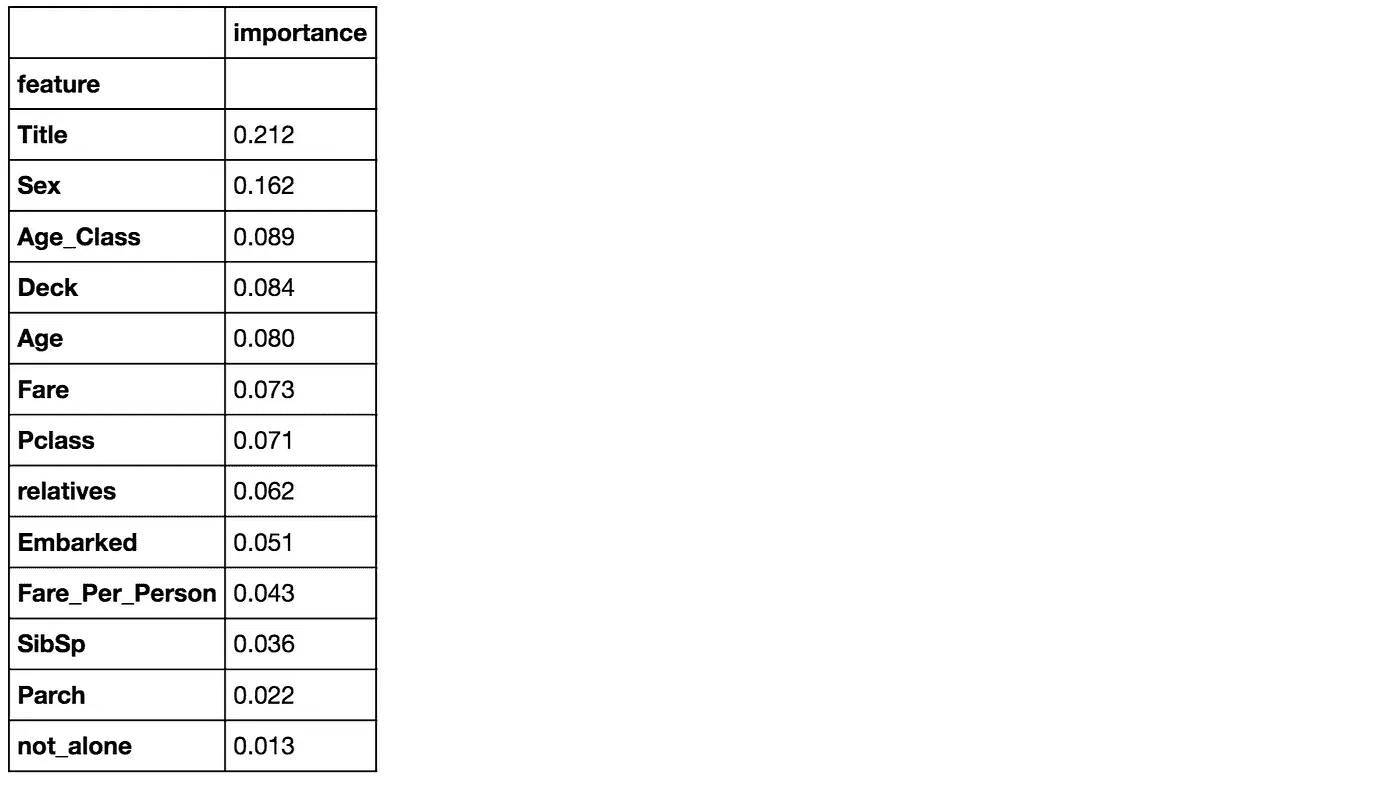 importance
feature
Title 0.212
Sex 0.162
Age_Class 0.089
Deck 0.084
Age 0.080
Fare 0.073
Pclass 0.071
relatives 0.062
Embarked 0.051
Fare_Per_Person 0.043
SibSp 0.036
Parch 0.022
not_alone 0.013